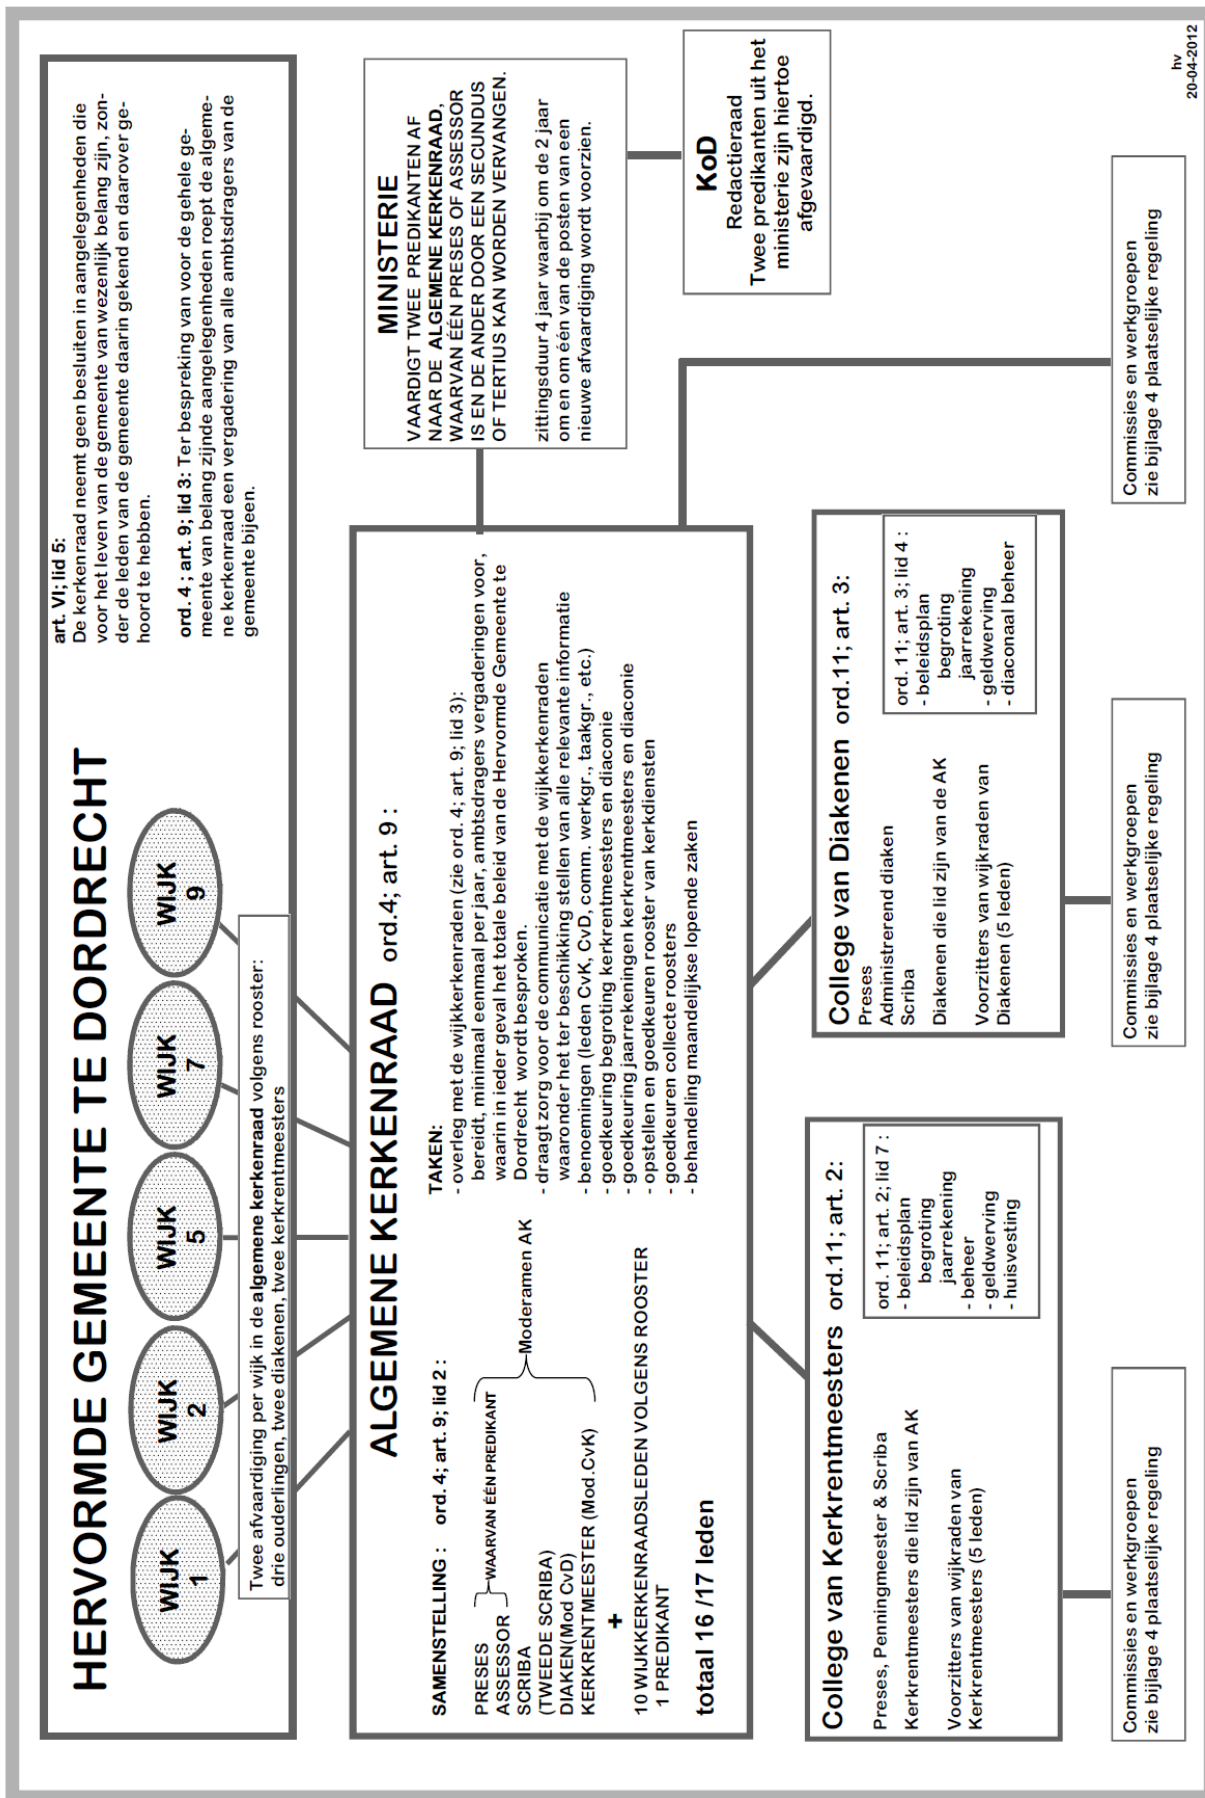 HERVORMDE GEMEENTE TE DORDRECHT
WIJK
1
WIJK
2
WIJK
5
WIJK
7
WIJK
9
Twee afvaardiging per wijk in de algemene kerkenraad volgens rooster:
drie ouderlingen, twee diakenen, twee kerkrentmeesters
art. VI; lid 5:
De kerkenraad neemt geen besluiten in aangelegenheden die
voor het leven van de gemeente van wezenlijk belang zijn, zon-
der de leden van de gemeente daarin gekend en daarover ge-
hoord te hebben.
ord. 4 ; art. 9; lid 3: Ter bespreking van voor de gehele ge-
meente van belang zijnde aangelegenheden roept de algeme-
ne kerkenraad een vergadering van alle ambtsdragers van de
gemeente bijeen.
ALGEMENE KERKENRAAD ord.4; art. 9 :
SAMENSTELLING : ord. 4; art. 9; lid 2 :
PRESES
ASSESSOR
WAARVAN ÉÉN PREDIKANT
SCRIBA
(TWEEDE SCRIBA)
DIAKEN(Mod CvD)
KERKRENTMEESTER (Mod.CvK)
Moderamen AK
+
10 WIJKKERKENRAADSLEDEN VOLGENS ROOSTER
1 PREDIKANT
totaal 16 /17 leden
TAKEN:
- overleg met de wijkkerkenraden (zie ord. 4; art. 9; lid 3):
bereidt, minimaal eenmaal per jaar, ambtsdragers vergaderingen voor,
waarin in ieder geval het totale beleid van de Hervormde Gemeente te
Dordrecht wordt besproken.
- draagt zorg voor de communicatie met de wijkkerkenraden
waaronder het ter beschikking stellen van alle relevante informatie
- benoemingen (leden CvK, CvD, comm. werkgr., taakgr., etc.)
- goedkeuring begroting kerkrentmeesters en diaconie
- goedkeuring jaarrekeningen kerkrentmeesters en diaconie
- opstellen en goedkeuren rooster van kerkdiensten
- goedkeuren collecte roosters
- behandeling maandelijkse lopende zaken
MINISTERIE
VAARDIGT TWEE PREDIKANTEN AF
NAAR DE ALGEMENE KERKENRAAD,
WAARVAN ÉÉN PRESES OF ASSESSOR
IS EN DE ANDER DOOR EEN SECUNDUS
OF TERTIUS KAN WORDEN VERVANGEN.
zittingsduur 4 jaar waarbij om de 2 jaar
om en om één van de posten van een
nieuwe afvaardiging wordt voorzien.
KoD
Redactieraad
Twee predikanten uit het
ministerie zijn hiertoe
afgevaardigd.
College van Kerkrentmeesters ord.11; art. 2:
Preses, Penningmeester & Scriba
Kerkrentmeesters die lid zijn van AK
Voorzitters van wijkraden van
Kerkrentmeesters (5 leden)
ord. 11; art. 2; lid 7 :
- beleidsplan
begroting
jaarrekening
- beheer
- geldwerving
- huisvesting
College van Diakenen ord.11; art. 3:
Preses
Administrerend diaken
Scriba
Diakenen die lid zijn van de AK
Voorzitters van wijkraden van
Diakenen (5 leden)
ord. 11; art. 3; lid 4 :
- beleidsplan
begroting
jaarrekening
- geldwerving
- diaconaal beheer
Commissies en werkgroepen
zie bijlage 4 plaatselijke regeling
Commissies en werkgroepen
zie bijlage 4 plaatselijke regeling
Commissies en werkgroepen
zie bijlage 4 plaatselijke regeling
hv
20-04-2012